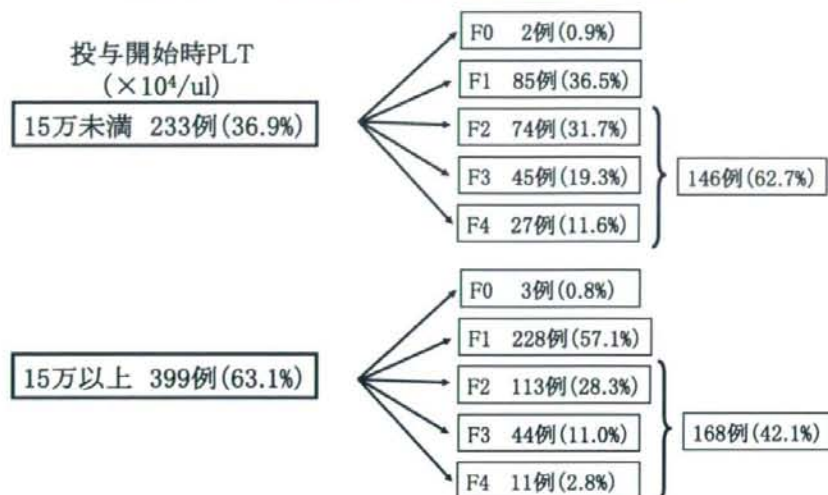 投与開始時PLT
(×10⁴/ul)
15万未満 233例(36.9%)
F0 2例(0.9%)
F1 85例(36.5%)
F2 74例(31.7%)
F3 45例(19.3%)
F4 27例(11.6%)
146例(62.7%)
15万以上 399例(63.1%)
F0 3例(0.8%)
F1 228例(57.1%)
F2 113例(28.3%)
F3 44例(11.0%)
F4 11例(2.8%)
168例(42.1%)